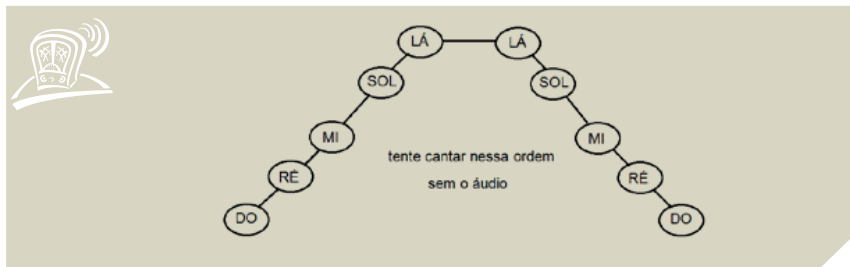 LÁ LÁ
SOL SOL
MI MI
tente cantar nessa ordem
RÉ RÉ
sem o áudio
DO DO